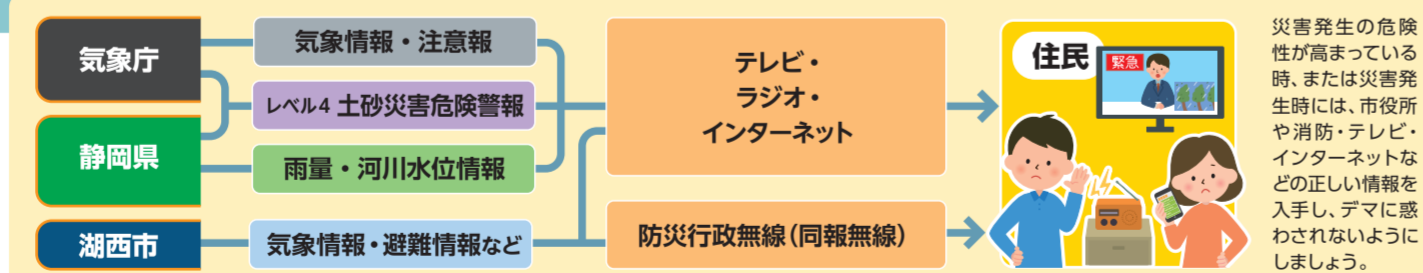 気象庁
静岡県
湖西市
気象情報・注意報
レベル4 土砂災害危険警報
雨量・河川水位情報
気象情報・避難情報など
テレビ・
ラジオ・
インターネット
防災行政無線(同報無線)
住民
緊急
災害発生の危険
性が高まっている
時、または災害発
生時には、市役所
や消防・テレビ・
インターネットな
どの正しい情報を
入手し、デマに惑
わされないように
しましょう。